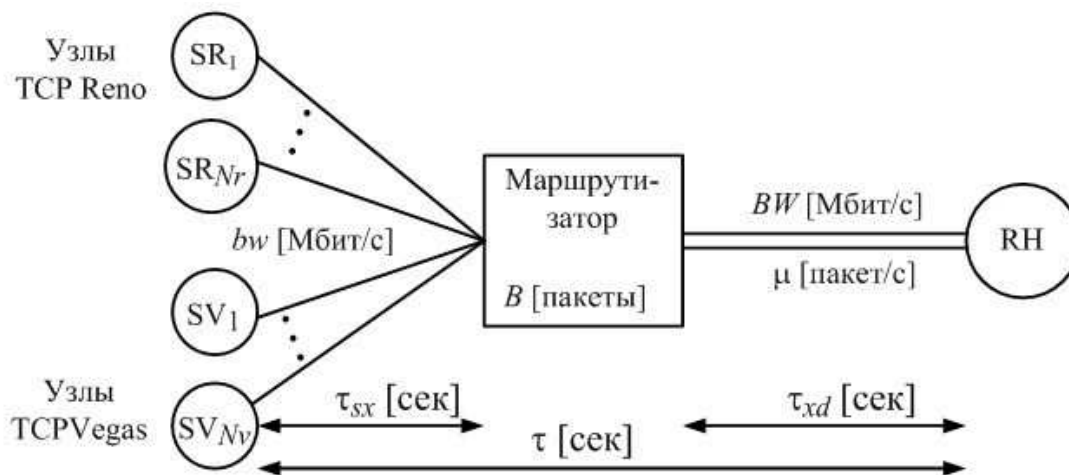 Узлы
TCP Reno
SR1
SRNr
bw [Мбит/с]
SV1
Узлы
TCPVegas
SVNv
Маршрути-
затор
B [пакеты]
BW [Мбит/с]
μ [пакет/с]
RH
τsx [сек]
τxd [сек]
τ [сек]